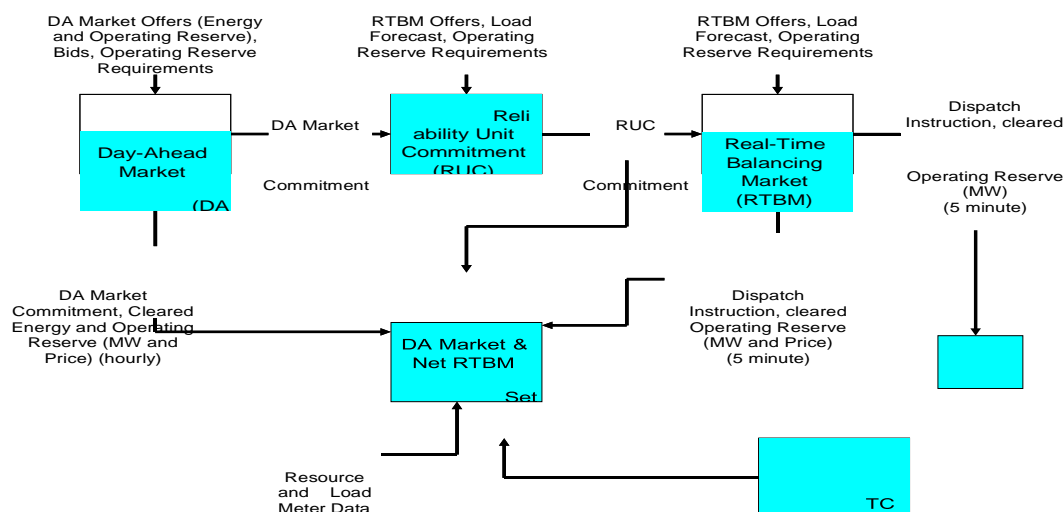 DA Market Offers (Energy
and Operating Reserve),
Bids, Operating Reserve
Requirements
RTBM Offers, Load
Forecast, Operating
Reserve Requirements
RTBM Offers, Load
Forecast, Operating
Reserve Requirements
Day-Ahead
Market
(DA
DA Market
Commitment
Reli
ability Unit
Commitment
(RUC)
RUC
Commitment
Real-Time
Balancing
Market
(RTBM)
Dispatch
Instruction, cleared
Operating Reserve
(MW)
(5 minute)
DA Market
Commitment, Cleared
Energy and Operating
Reserve (MW and
Price) (hourly)
DA Market &
Net RTBM
Set
Dispatch
Instruction, cleared
Operating Reserve
(MW and Price)
(5 minute)
Resource
and Load
Meter Data
TC